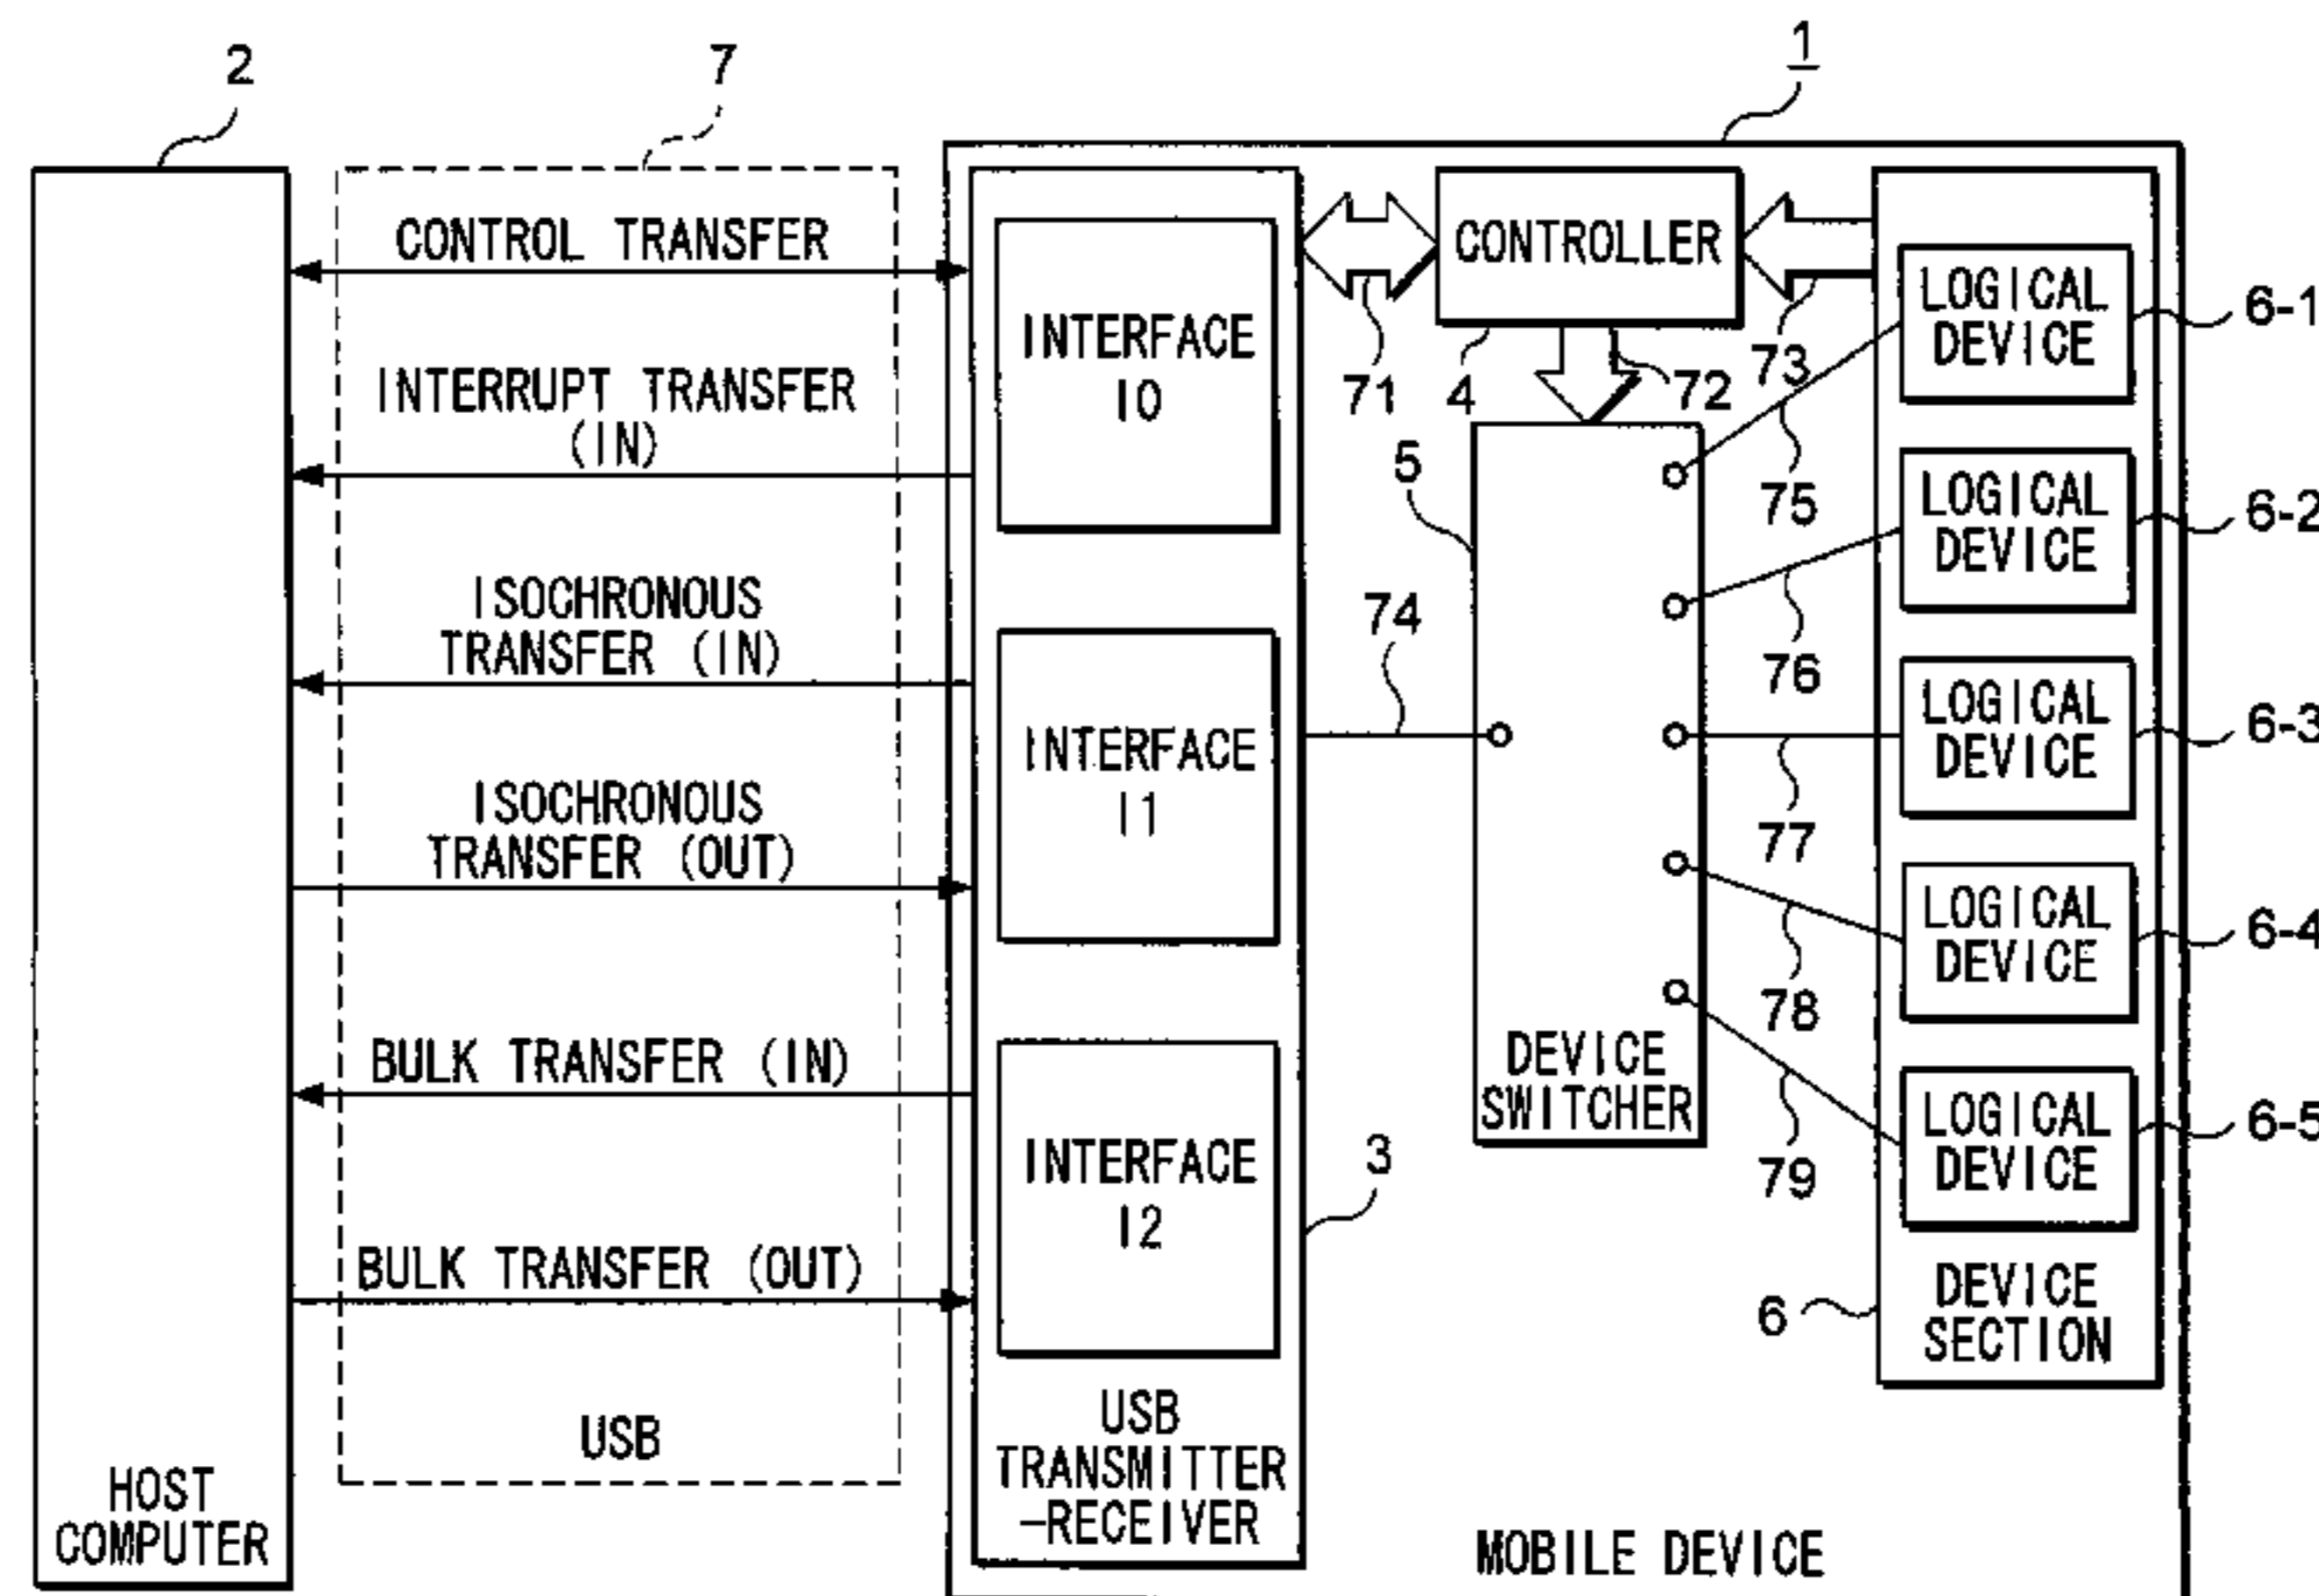 2
7
1
CONTROL TRANSFER
INTERRUPT TRANSFER
(IN)
ISOCHRONOUS
TRANSFER (IN)
ISOCHRONOUS
TRANSFER (OUT)
BULK TRANSFER (IN)
BULK TRANSFER (OUT)
USB
HOST
COMPUTER
INTERFACE
I0
INTERFACE
I1
INTERFACE
I2
USB
TRANSMITTER
-RECEIVER
3
CONTROLLER
71
4
72
73
5
74
DEVICE
SWITCHER
75
76
77
78
79
LOGICAL
DEVICE
6-1
LOGICAL
DEVICE
6-2
LOGICAL
DEVICE
6-3
LOGICAL
DEVICE
6-4
LOGICAL
DEVICE
6-5
6
DEVICE
SECTION
MOBILE DEVICE